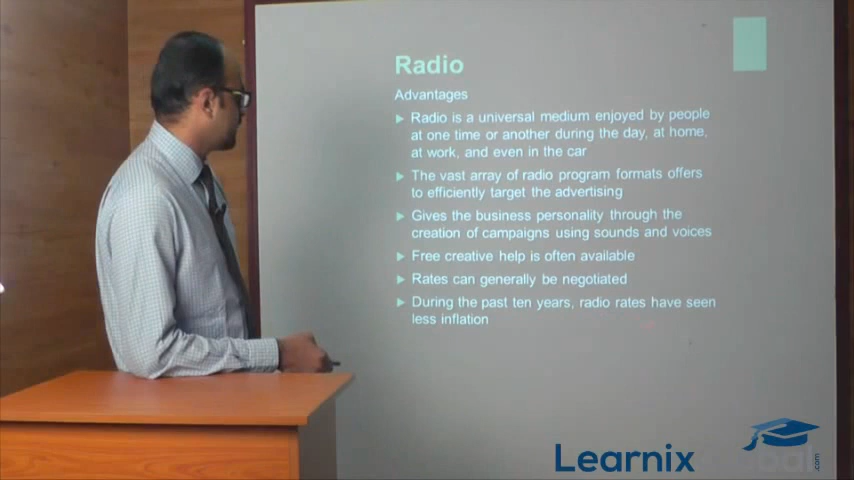 Radio
Advantages
Radio is a universal medium enjoyed by people
at one time or another during the day, at home,
at work, and even in the car
The vast array of radio program formats offers
to efficiently target the advertising
Gives the business personality through the
creation of campaigns using sounds and voices
Free creative help is often available
Rates can generally be negotiated
During the past ten years, radio rates have seen
less inflation
Learnix Global .com